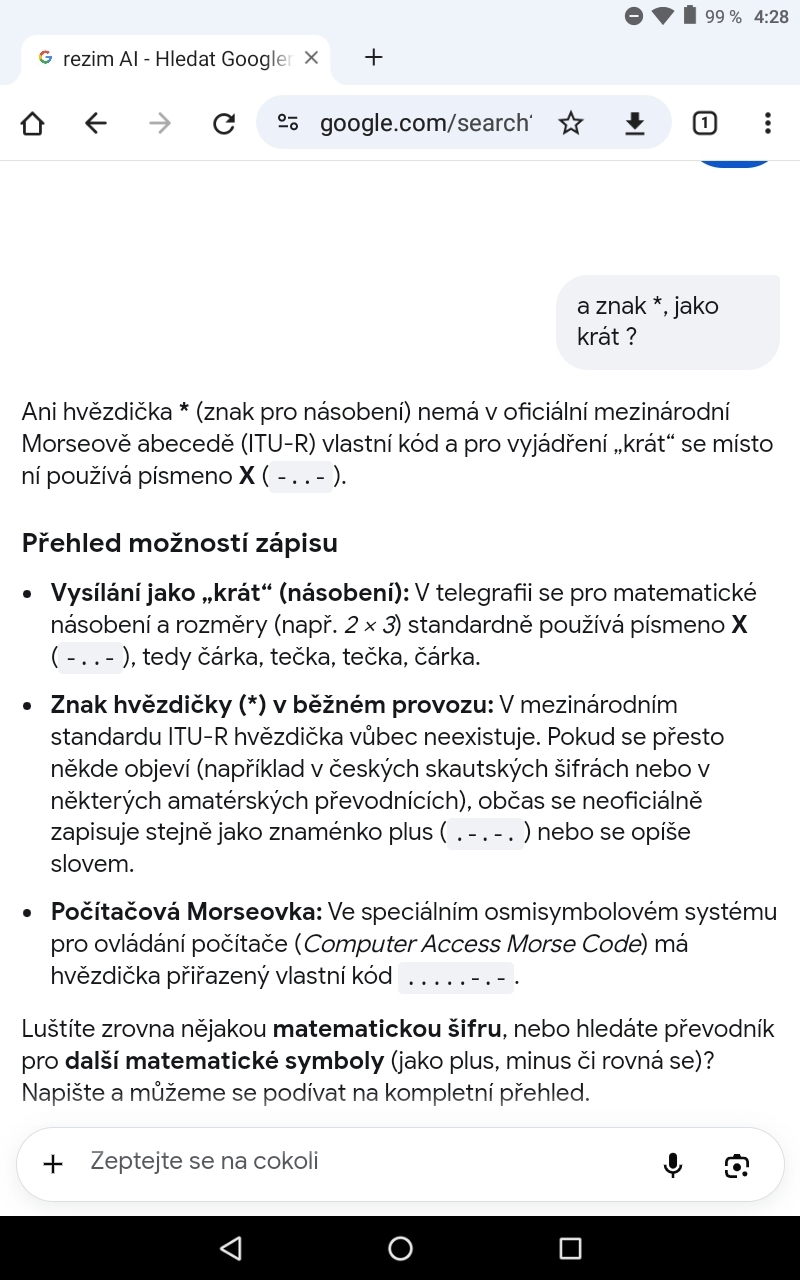 99 % 4:28
rezim AI - Hledat Googler
google.com/search?
1
a znak *, jako
krát ?
Ani hvězdička * (znak pro násobení) nemá v oficiální mezinárodní
Morseově abecedě (ITU-R) vlastní kód a pro vyjádření „krát“ se místo
ní používá písmeno X (-..-).
Přehled možností zápisu
• Vysílání jako „krát“ (násobení): V telegrafii se pro matematické
násobení a rozměry (např. 2 × 3) standardně používá písmeno X
(-..-), tedy čárka, tečka, tečka, čárka.
• Znak hvězdičky (*) v běžném provozu: V mezinárodním
standardu ITU-R hvězdička vůbec neexistuje. Pokud se přesto
někde objeví (například v českých skautských šifrách nebo v
některých amatérských převodnících), občas se neoficiálně
zapisuje stejně jako znaménko plus (.-.-.) nebo se opíše
slovem.
• Počítačová Morseovka: Ve speciálním osmisymbolovém systému
pro ovládání počítače (Computer Access Morse Code) má
hvězdička přiřazený vlastní kód .....-.-.
Luštíte zrovna nějakou matematickou šifru, nebo hledáte převodník
pro další matematické symboly (jako plus, minus či rovná se)?
Napište a můžeme se podívat na kompletní přehled.
Zeptejte se na cokoli